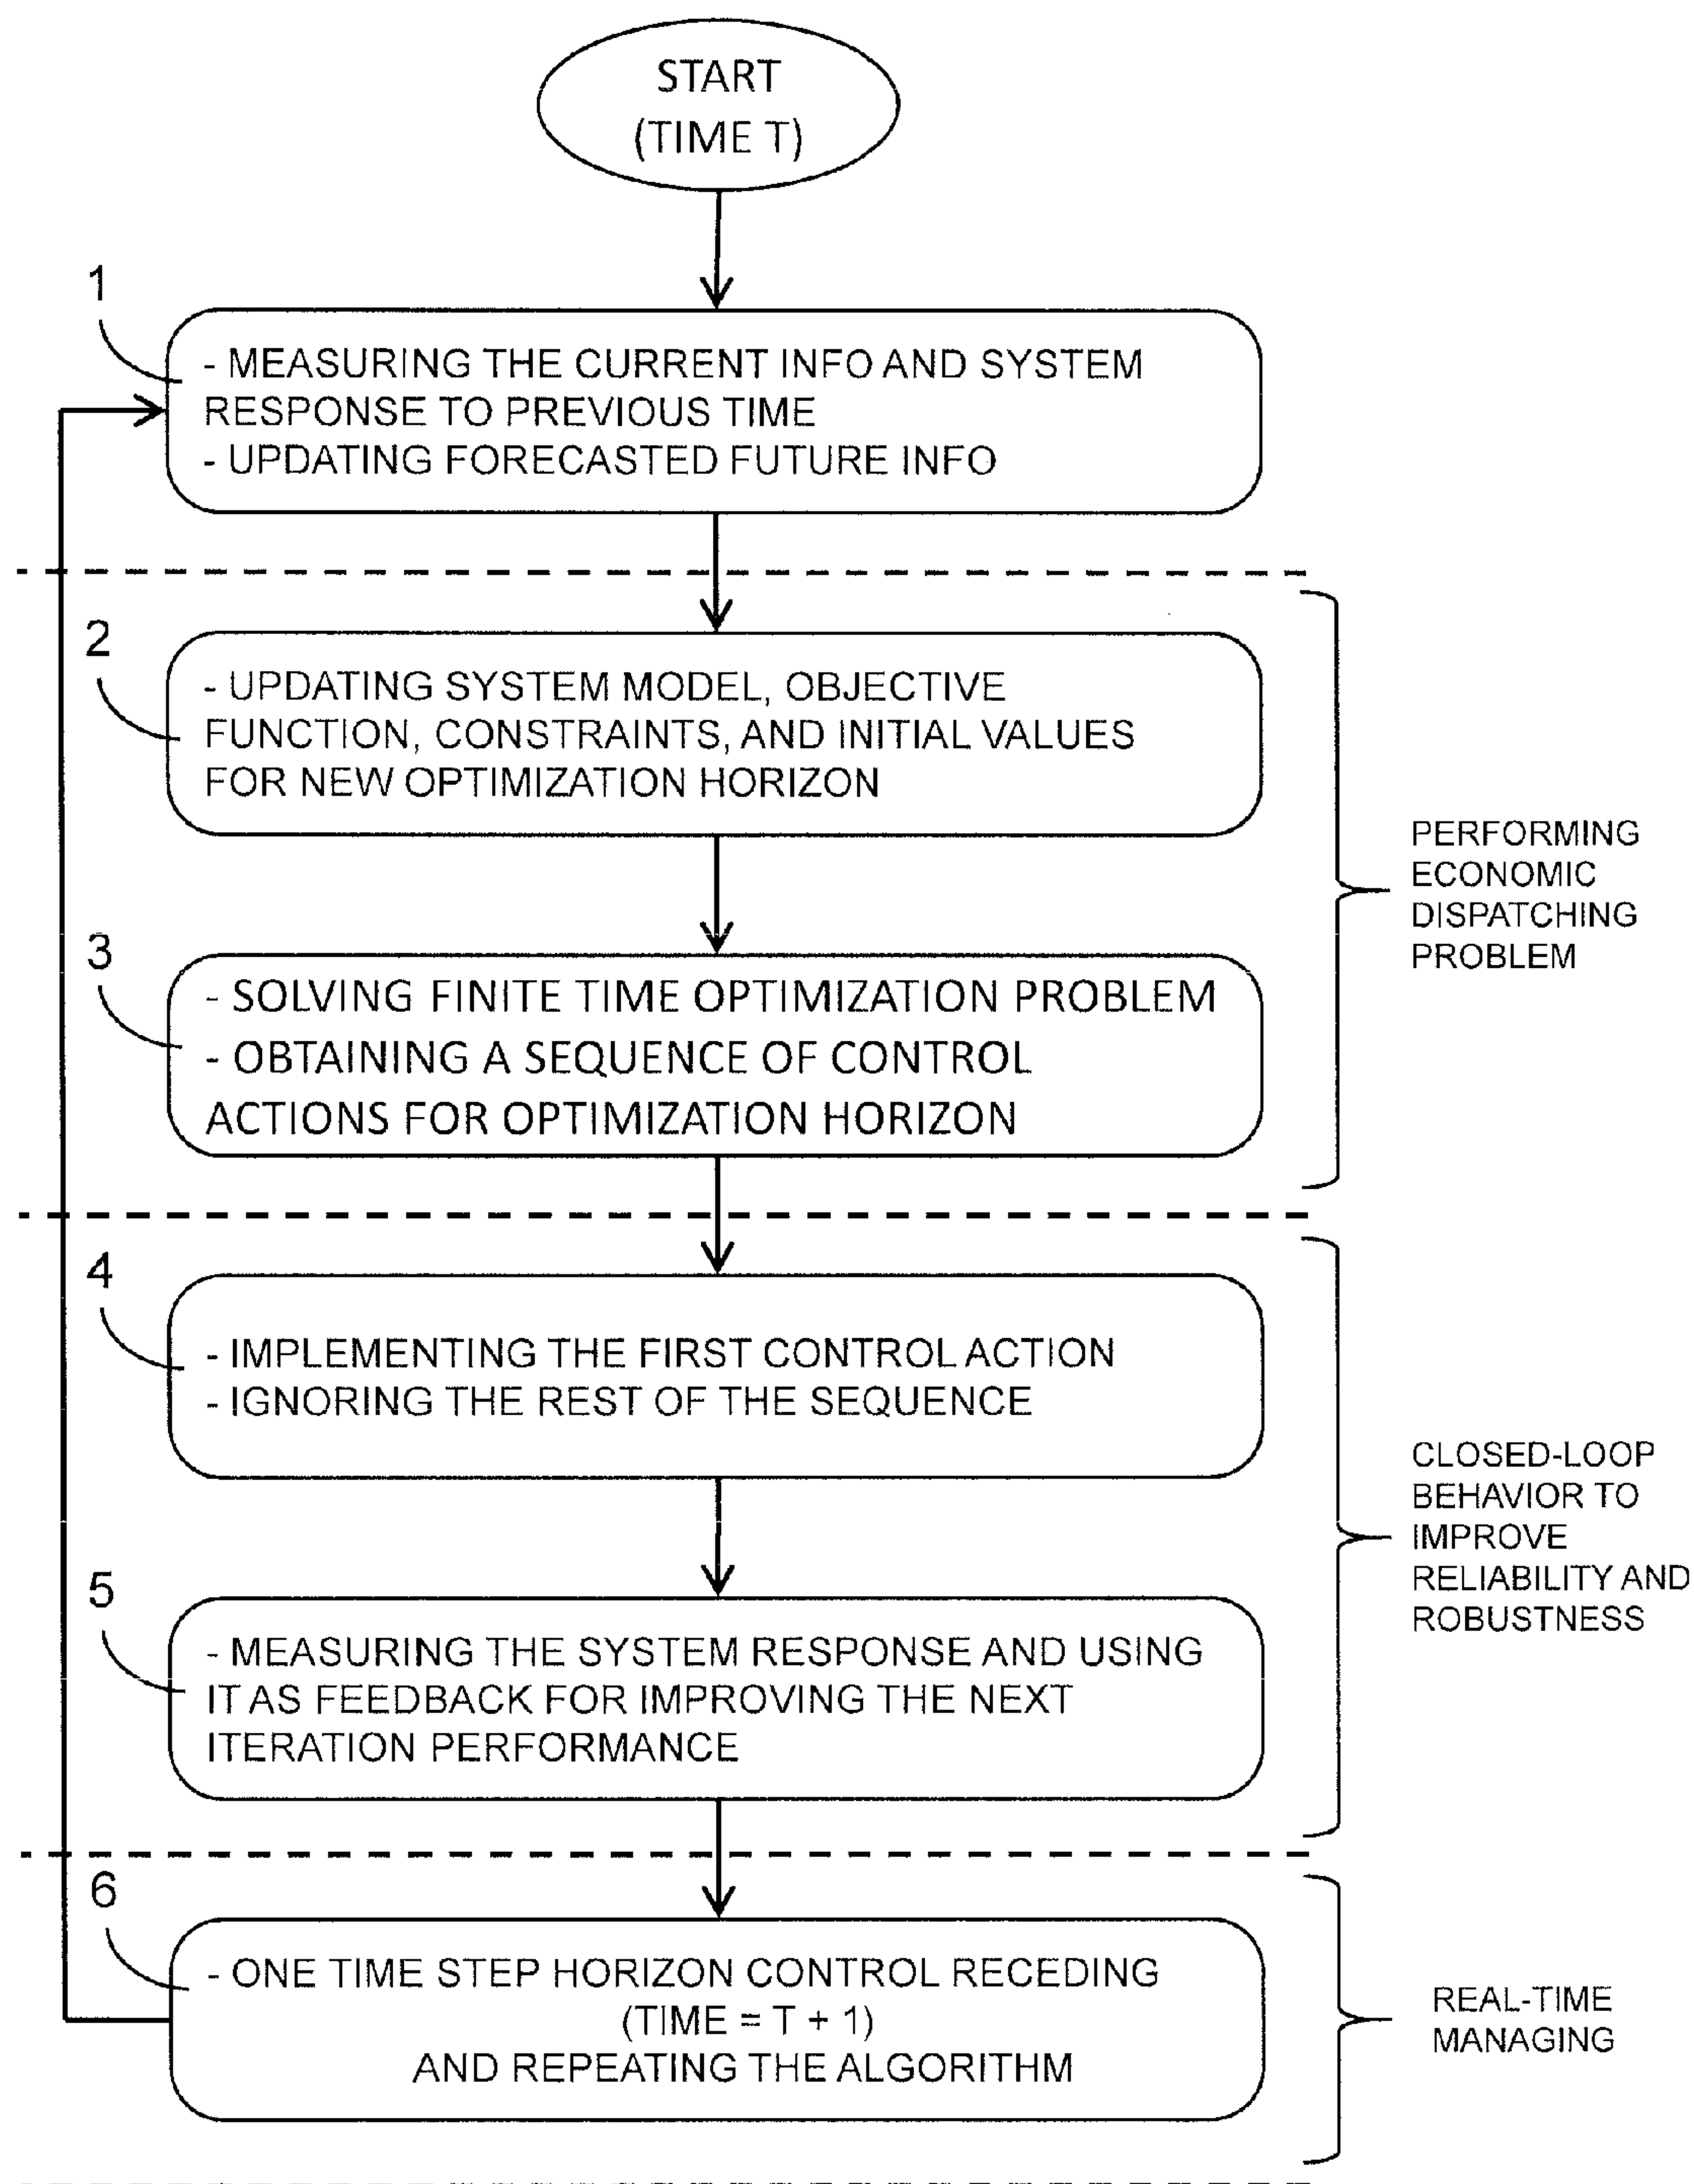 START
(TIME T)
1
- MEASURING THE CURRENT INFO AND SYSTEM
RESPONSE TO PREVIOUS TIME
- UPDATING FORECASTED FUTURE INFO
2
- UPDATING SYSTEM MODEL, OBJECTIVE
FUNCTION, CONSTRAINTS, AND INITIAL VALUES
FOR NEW OPTIMIZATION HORIZON
3
- SOLVING FINITE TIME OPTIMIZATION PROBLEM
- OBTAINING A SEQUENCE OF CONTROL
ACTIONS FOR OPTIMIZATION HORIZON
PERFORMING
ECONOMIC
DISPATCHING
PROBLEM
4
- IMPLEMENTING THE FIRST CONTROL ACTION
- IGNORING THE REST OF THE SEQUENCE
5
- MEASURING THE SYSTEM RESPONSE AND USING
IT AS FEEDBACK FOR IMPROVING THE NEXT
ITERATION PERFORMANCE
CLOSED-LOOP
BEHAVIOR TO
IMPROVE
RELIABILITY AND
ROBUSTNESS
6
- ONE TIME STEP HORIZON CONTROL RECEDING
(TIME = T + 1)
AND REPEATING THE ALGORITHM
REAL-TIME
MANAGING